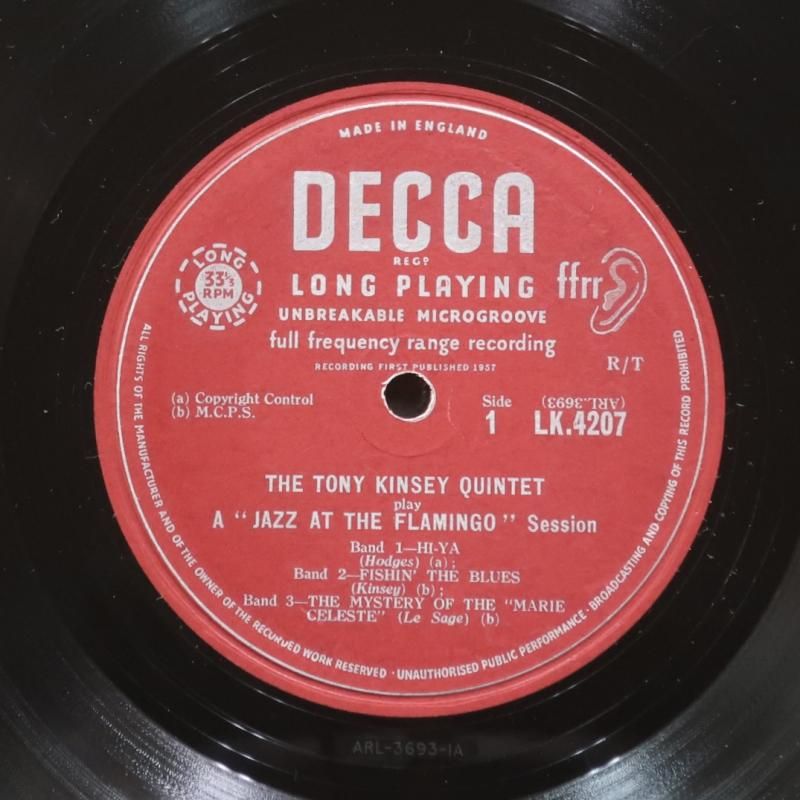 MADE IN ENGLAND
DECCA
REGD
LONG PLAYING
33⅓
RPM
LONG PLAYING
ffrr
UNBREAKABLE MICROGROOVE
full frequency range recording
RECORDING FIRST PUBLISHED 1957
R/T
(a) Copyright Control
(b) M.C.P.S.
Side
1
(ARL.3693)
LK.4207
THE TONY KINSEY QUINTET
play
A “JAZZ AT THE FLAMINGO” Session
Band 1—HI-YA
(Hodges) (a);
Band 2—FISHIN' THE BLUES
(Kinsey) (b);
Band 3—THE MYSTERY OF THE “MARIE
CELESTE” (Le Sage) (b)
ALL RIGHTS OF THE MANUFACTURER AND OF THE OWNER OF THE RECORDED WORK RESERVED · UNAUTHORISED PUBLIC PERFORMANCE · BROADCASTING AND COPYING OF THIS RECORD PROHIBITED
ARL-3693-1A